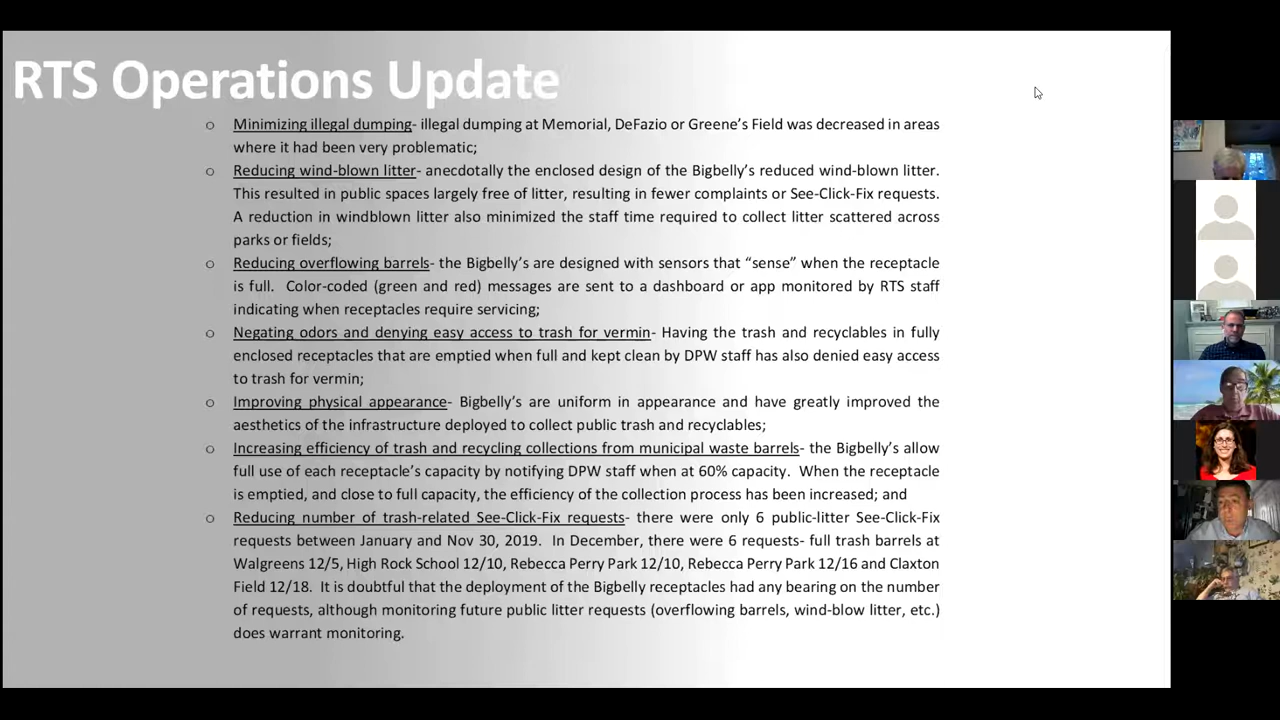 RTS Operations Update
o Minimizing illegal dumping- illegal dumping at Memorial, DeFazio or Greene's Field was decreased in areas
where it had been very problematic;
o Reducing wind-blown litter- anecdotally the enclosed design of the Bigbelly's reduced wind-blown litter.
This resulted in public spaces largely free of litter, resulting in fewer complaints or See-Click-Fix requests.
A reduction in windblown litter also minimized the staff time required to collect litter scattered across
parks or fields;
o Reducing overflowing barrels- the Bigbelly's are designed with sensors that “sense” when the receptacle
is full. Color-coded (green and red) messages are sent to a dashboard or app monitored by RTS staff
indicating when receptacles require servicing;
o Negating odors and denying easy access to trash for vermin- Having the trash and recyclables in fully
enclosed receptacles that are emptied when full and kept clean by DPW staff has also denied easy access
to trash for vermin;
o Improving physical appearance- Bigbelly's are uniform in appearance and have greatly improved the
aesthetics of the infrastructure deployed to collect public trash and recyclables;
o Increasing efficiency of trash and recycling collections from municipal waste barrels- the Bigbelly's allow
full use of each receptacle's capacity by notifying DPW staff when at 60% capacity. When the receptacle
is emptied, and close to full capacity, the efficiency of the collection process has been increased; and
o Reducing number of trash-related See-Click-Fix requests- there were only 6 public-litter See-Click-Fix
requests between January and Nov 30, 2019. In December, there were 6 requests- full trash barrels at
Walgreens 12/5, High Rock School 12/10, Rebecca Perry Park 12/10, Rebecca Perry Park 12/16 and Claxton
Field 12/18. It is doubtful that the deployment of the Bigbelly receptacles had any bearing on the number
of requests, although monitoring future public litter requests (overflowing barrels, wind-blow litter, etc.)
does warrant monitoring.